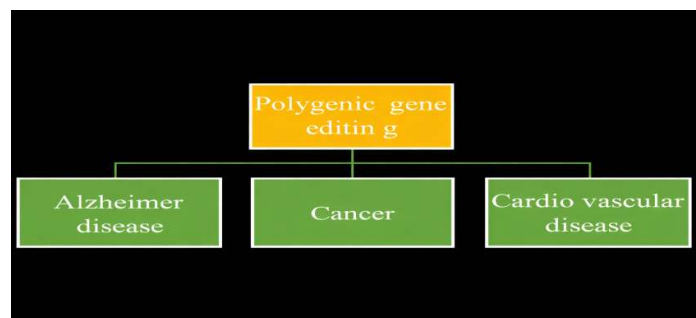 Polygenic gene
editin g
Alzheimer
disease
Cancer
Cardio vascular
disease